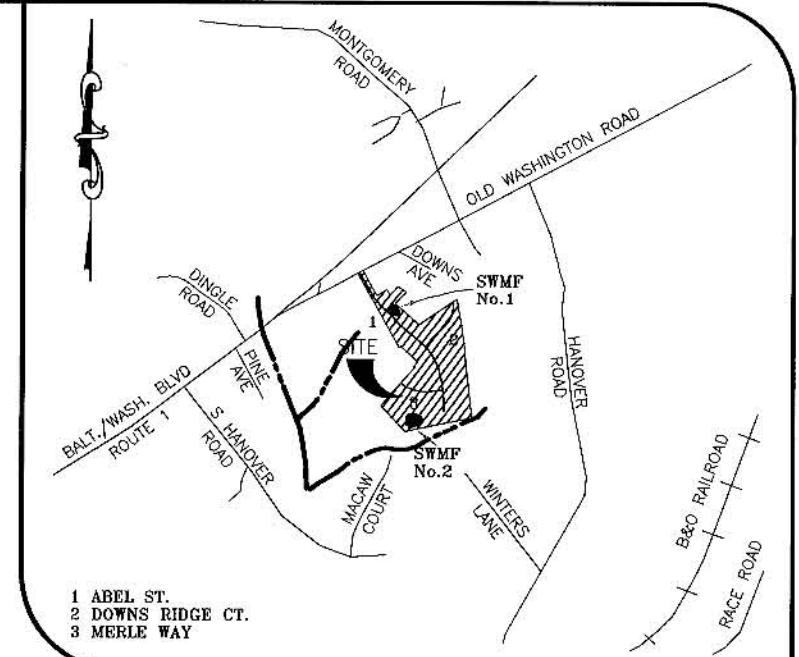 MONTGOMERY
ROAD
OLD WASHINGTON ROAD
DOWNS
AVE
SWMF
No.1
DINGLE
ROAD
1
2
SITE
PINE
AVE
HANOVER
ROAD
BALT./WASH. BLVD
ROUTE 1
3
S HANOVER
ROAD
SWMF
No.2
MACAW
COURT
WINTERS
LANE
B&O RAILROAD
RACE ROAD
1 ABEL ST.
2 DOWNS RIDGE CT.
3 MERLE WAY